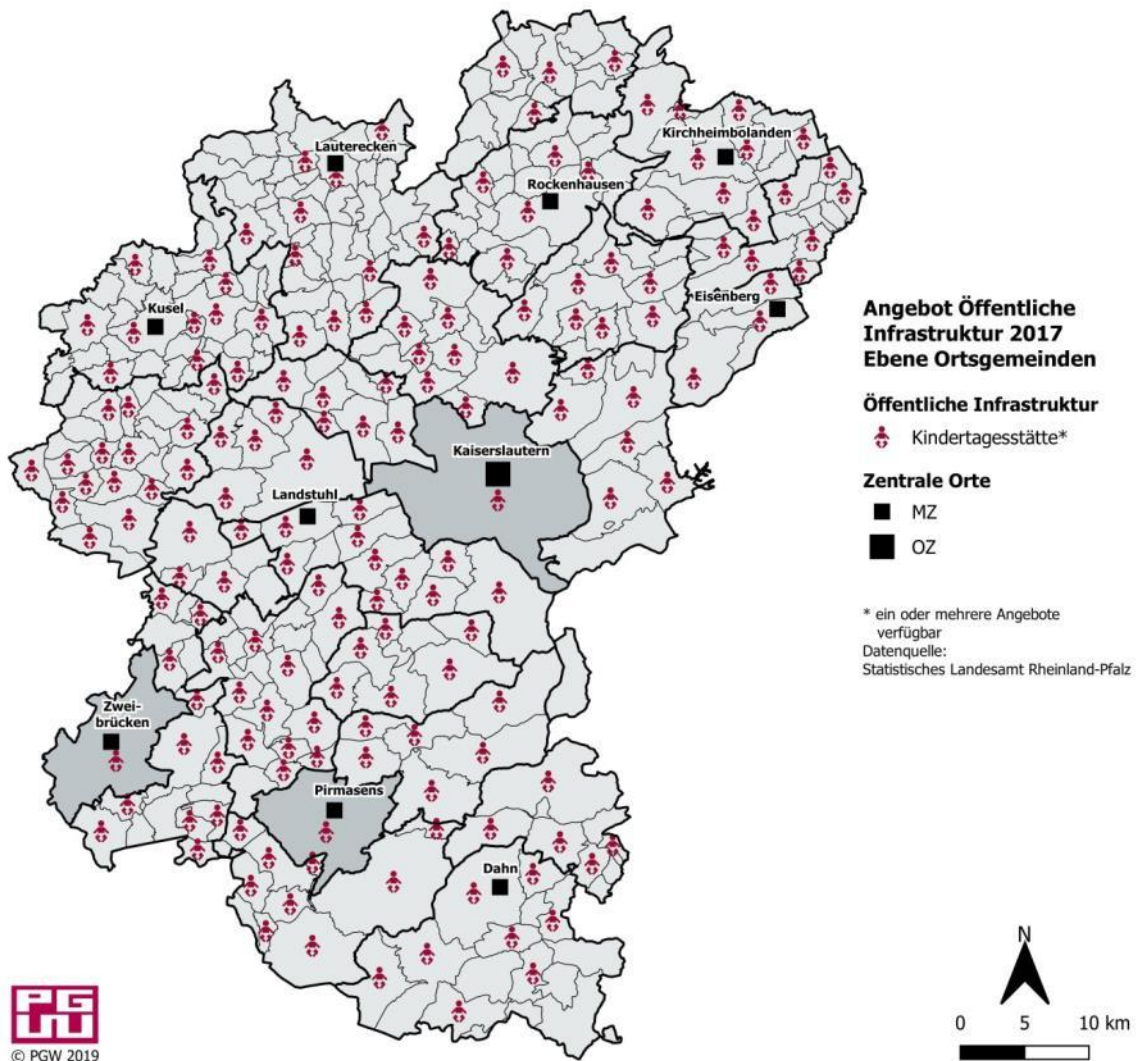 Kirchheimbolanden
Lauterecken
Rockenhausen
Kusel
Eisenberg
Kaiserslautern
Landstuhl
Zwei-
brücken
Pirmasens
Dahn
Angebot Öffentliche
Infrastruktur 2017
Ebene Ortsgemeinden
Öffentliche Infrastruktur
Kindertagesstätte*
Zentrale Orte
MZ
OZ
* ein oder mehrere Angebote
verfügbar
Datenquelle:
Statistisches Landesamt Rheinland-Pfalz
N
0 5 10 km
PGW
© PGW 2019